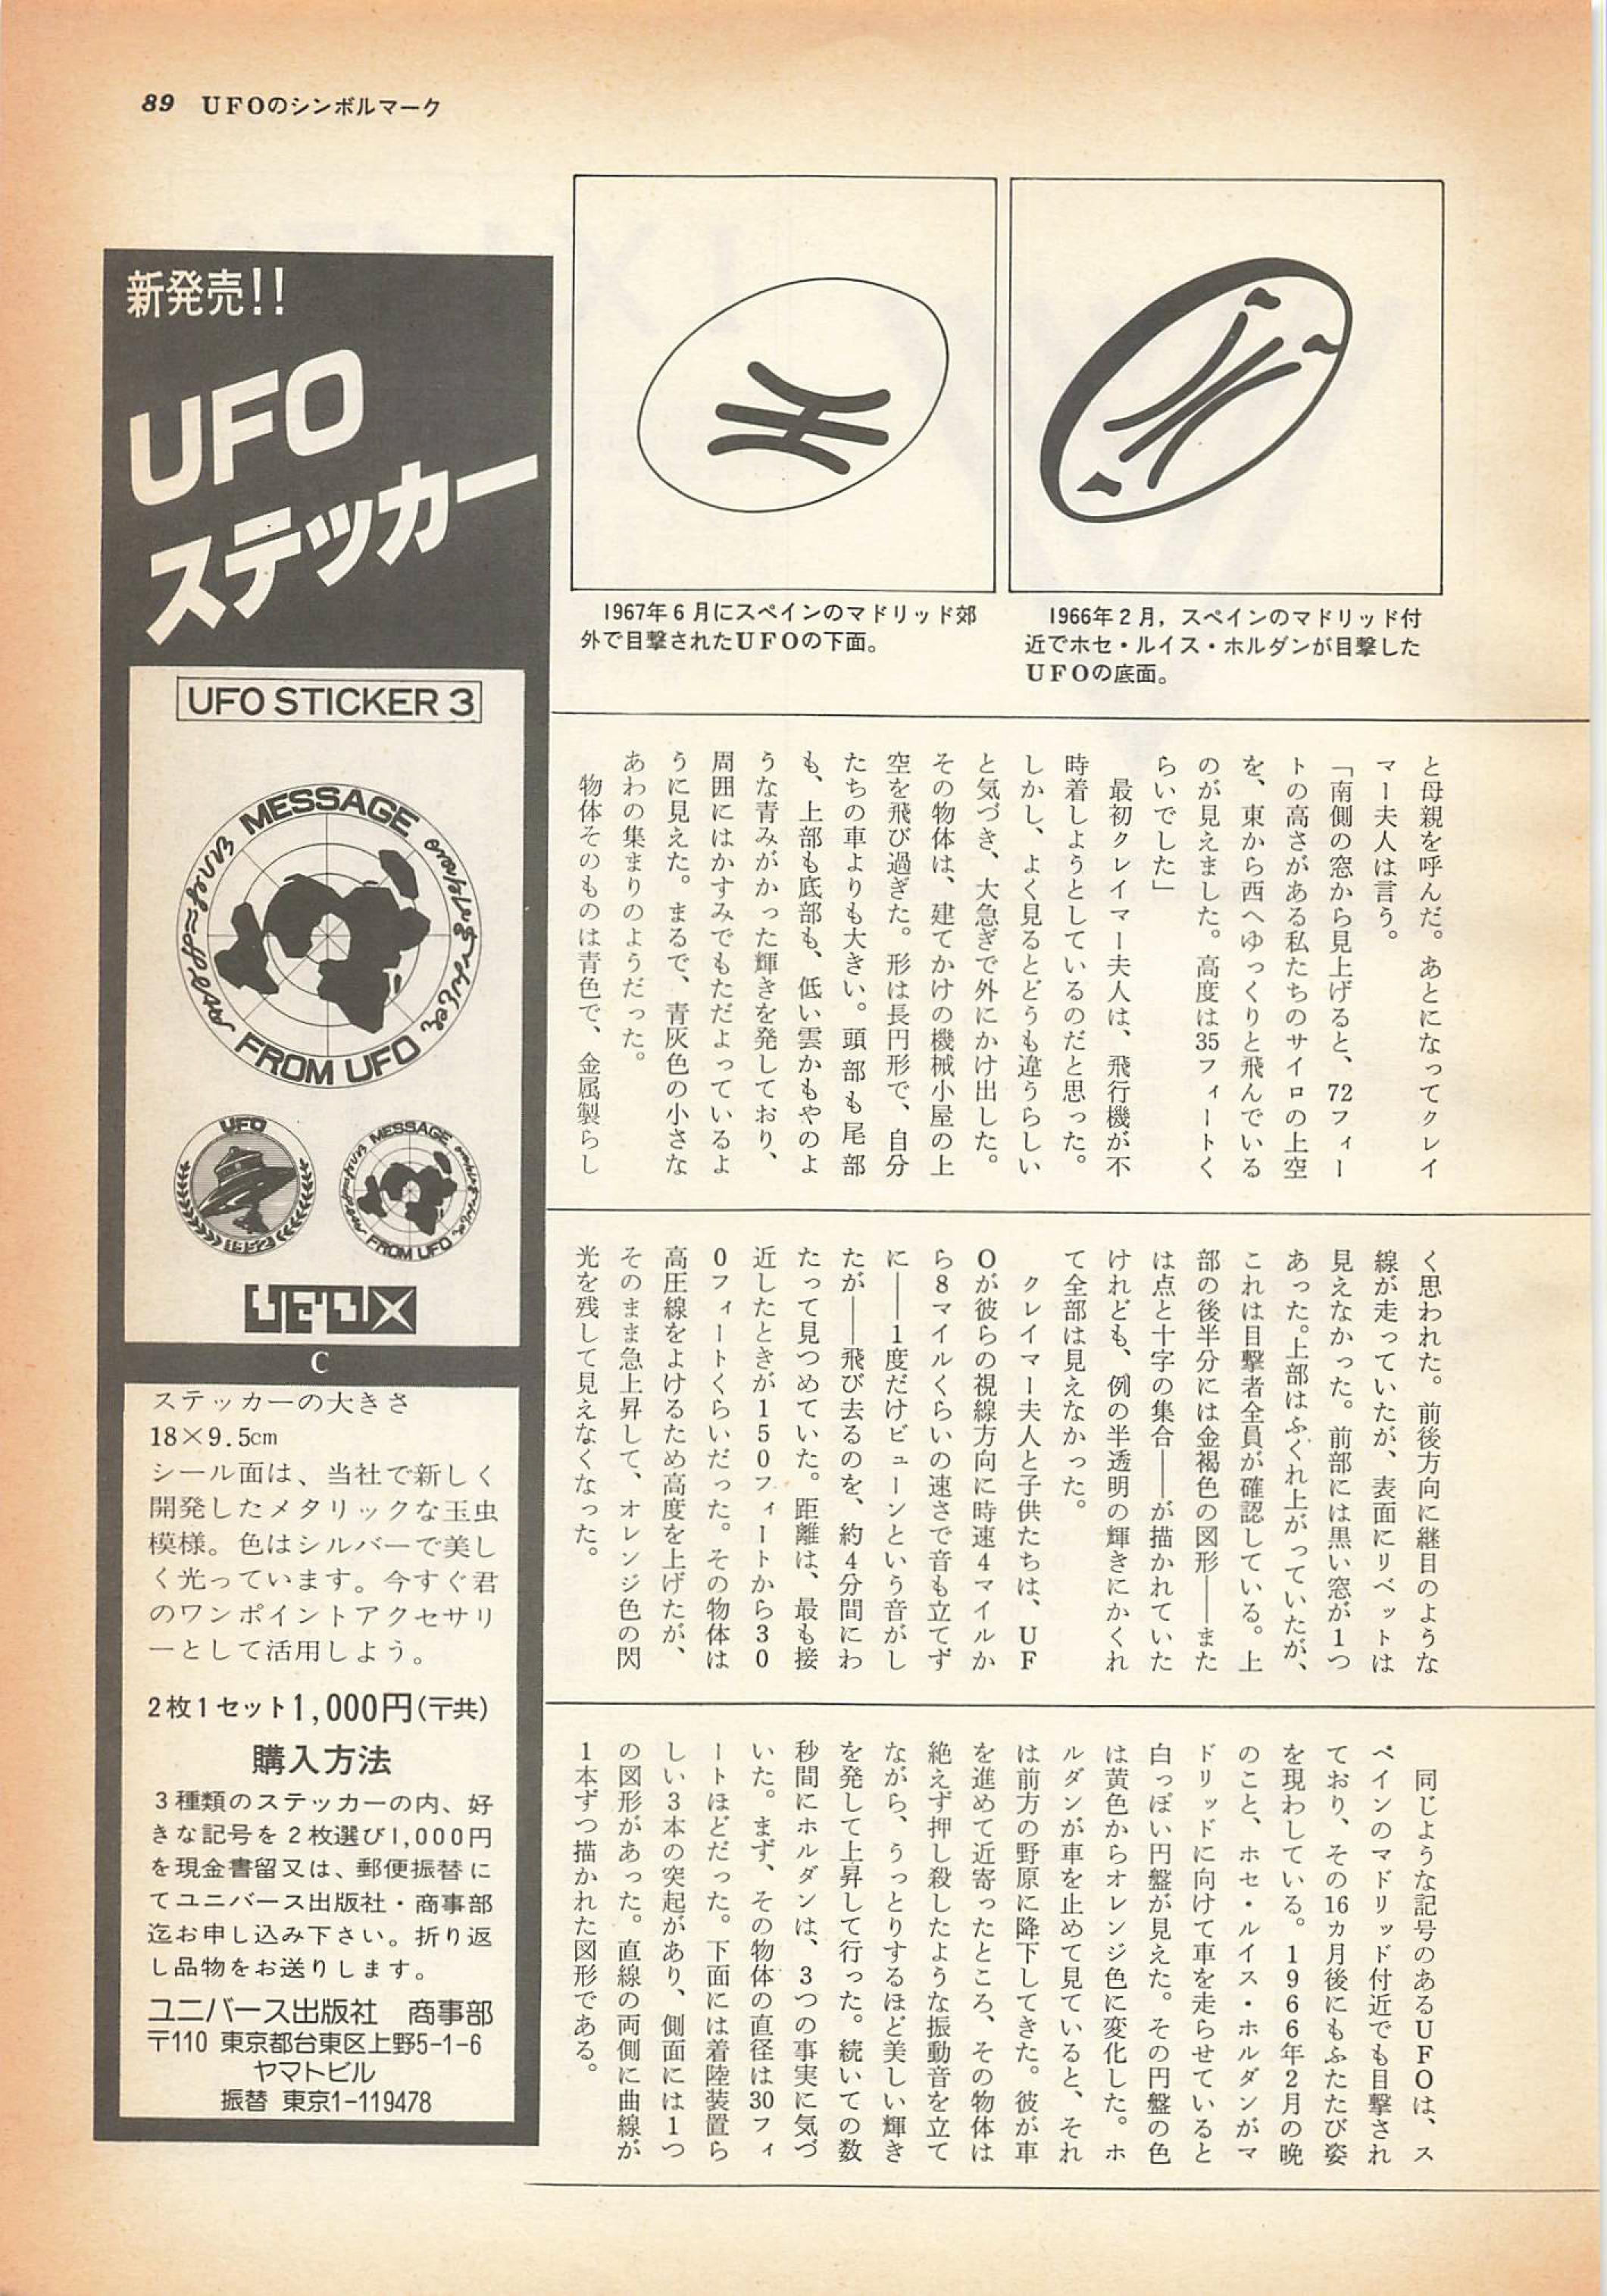 89 UFOのシンボルマーク
1966年2月，スペインのマドリッド付
近でホセ・ルイス・ホルダンが目撃した
UFOの底面。
1967年6月にスペインのマドリッド郊
外で目撃されたUFOの下面。
と母親を呼んだ。あとになってクレイ
マー夫人は言う。
「南側の窓から見上げると、72フィー
トの高さがある私たちのサイロの上空
を、東から西へゆっくりと飛んでいる
のが見えました。高度は35フィートく
らいでした」
最初クレイマー夫人は、飛行機が不
時着しようとしているのだと思った。
しかし、よく見るとどうも違うらしい
と気づき、大急ぎで外にかけ出した。
その物体は、建てかけの機械小屋の上
空を飛び過ぎた。形は長円形で、自分
たちの車よりも大きい。頭部も尾部
も、上部も底部も、低い雲かもやのよ
うな青みがかった輝きを発しており、
周囲にはかすみでもただよっているよ
うに見えた。まるで、青灰色の小さな
あわの集まりのようだった。
物体そのものは青色で、金属製らし
く思われた。前後方向に継目のような
線が走っていたが、表面にリベットは
見えなかった。前部には黒い窓が1つ
あった。上部はふくれ上がっていたが、
これは目撃者全員が確認している。上
部の後半分には金褐色の図形——また
は点と十字の集合——が描かれていた
けれども、例の半透明の輝きにかくれ
て全部は見えなかった。
クレイマー夫人と子供たちは、UF
Oが彼らの視線方向に時速4マイルか
ら8マイルくらいの速さで音も立てず
に——1度だけビューンという音がし
たが——飛び去るのを、約4分間にわ
たって見つめていた。距離は、最も接
近したときが150フィートから30
0フィートくらいだった。その物体は
高圧線をよけるため高度を上げたが、
そのまま急上昇して、オレンジ色の閃
光を残して見えなくなった。
同じような記号のあるUFOは、ス
ペインのマドリッド付近でも目撃され
ており、その16カ月後にもふたたび姿
を現わしている。1966年2月の晩
のこと、ホセ・ルイス・ホルダンがマ
ドリッドに向けて車を走らせていると
白っぽい円盤が見えた。その円盤の色
は黄色からオレンジ色に変化した。ホ
ルダンが車を止めて見ていると、それ
は前方の野原に降下してきた。彼が車
を進めて近寄ったところ、その物体は
絶えず押し殺したような振動音を立て
ながら、うっとりするほど美しい輝き
を発して上昇して行った。続いての数
秒間にホルダンは、3つの事実に気づ
いた。まず、その物体の直径は30フィ
ートほどだった。下面には着陸装置ら
しい3本の突起があり、側面には1つ
の図形があった。直線の両側に曲線が
1本ずつ描かれた図形である。
新発売!!
UFO
ステッカー
UFO STICKER 3
MESSAGE
FROM UFO
UFO
MESSAGE
FROM UFO
C
ステッカーの大きさ
18×9.5cm
シール面は、当社で新しく
開発したメタリックな玉虫
模様。色はシルバーで美し
く光っています。今すぐ君
のワンポイントアクセサリ
ーとして活用しよう。
2枚1セット1,000円(〒共)
購入方法
3種類のステッカーの内、好
きな記号を2枚選び1,000円
を現金書留又は、郵便振替に
てユニバース出版社・商事部
迄お申し込み下さい。折り返
し品物をお送りします。
ユニバース出版社　商事部
〒110 東京都台東区上野5-1-6
ヤマトビル
振替 東京1-119478